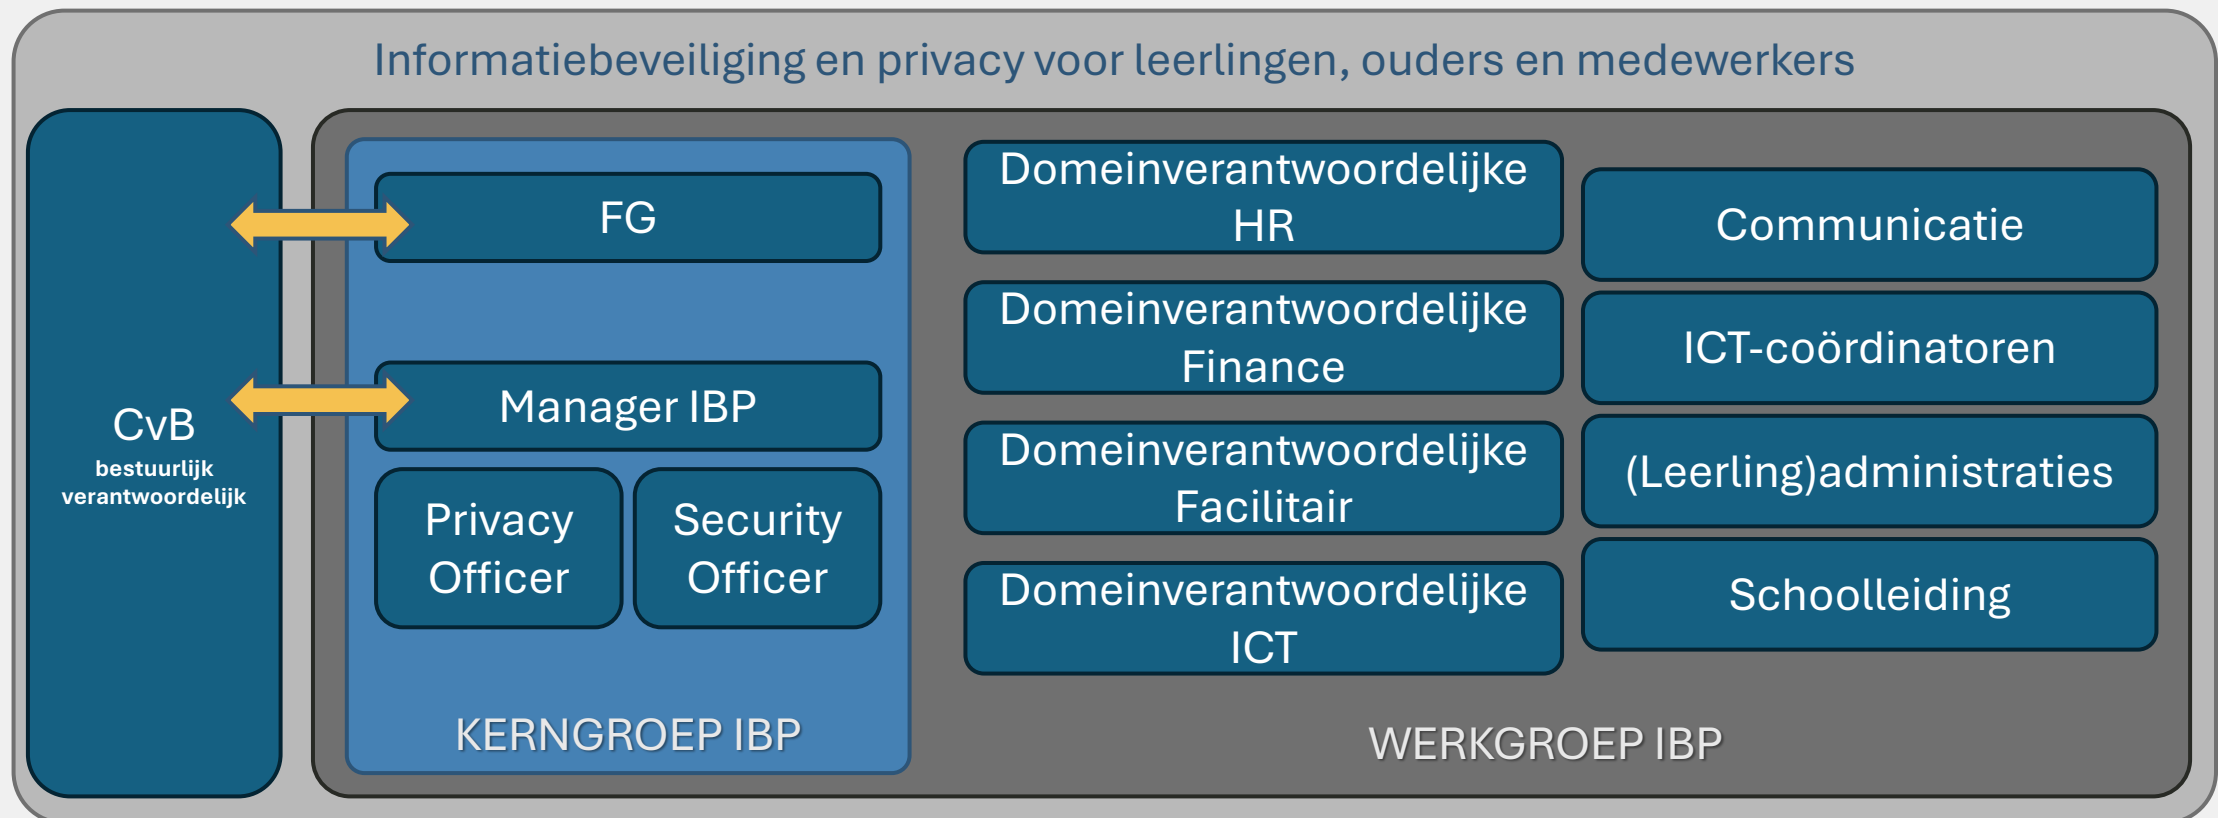 Informatiebeveiliging en privacy voor leerlingen, ouders en medewerkers
CvB
bestuurlijk
verantwoordelijk
FG
Manager IBP
Privacy
Officer
Security
Officer
KERNGROEP IBP
Domeinverantwoordelijke
HR
Domeinverantwoordelijke
Finance
Domeinverantwoordelijke
Facilitair
Domeinverantwoordelijke
ICT
Communicatie
ICT-coördinatoren
(Leerling)administraties
Schoolleiding
WERKGROEP IBP